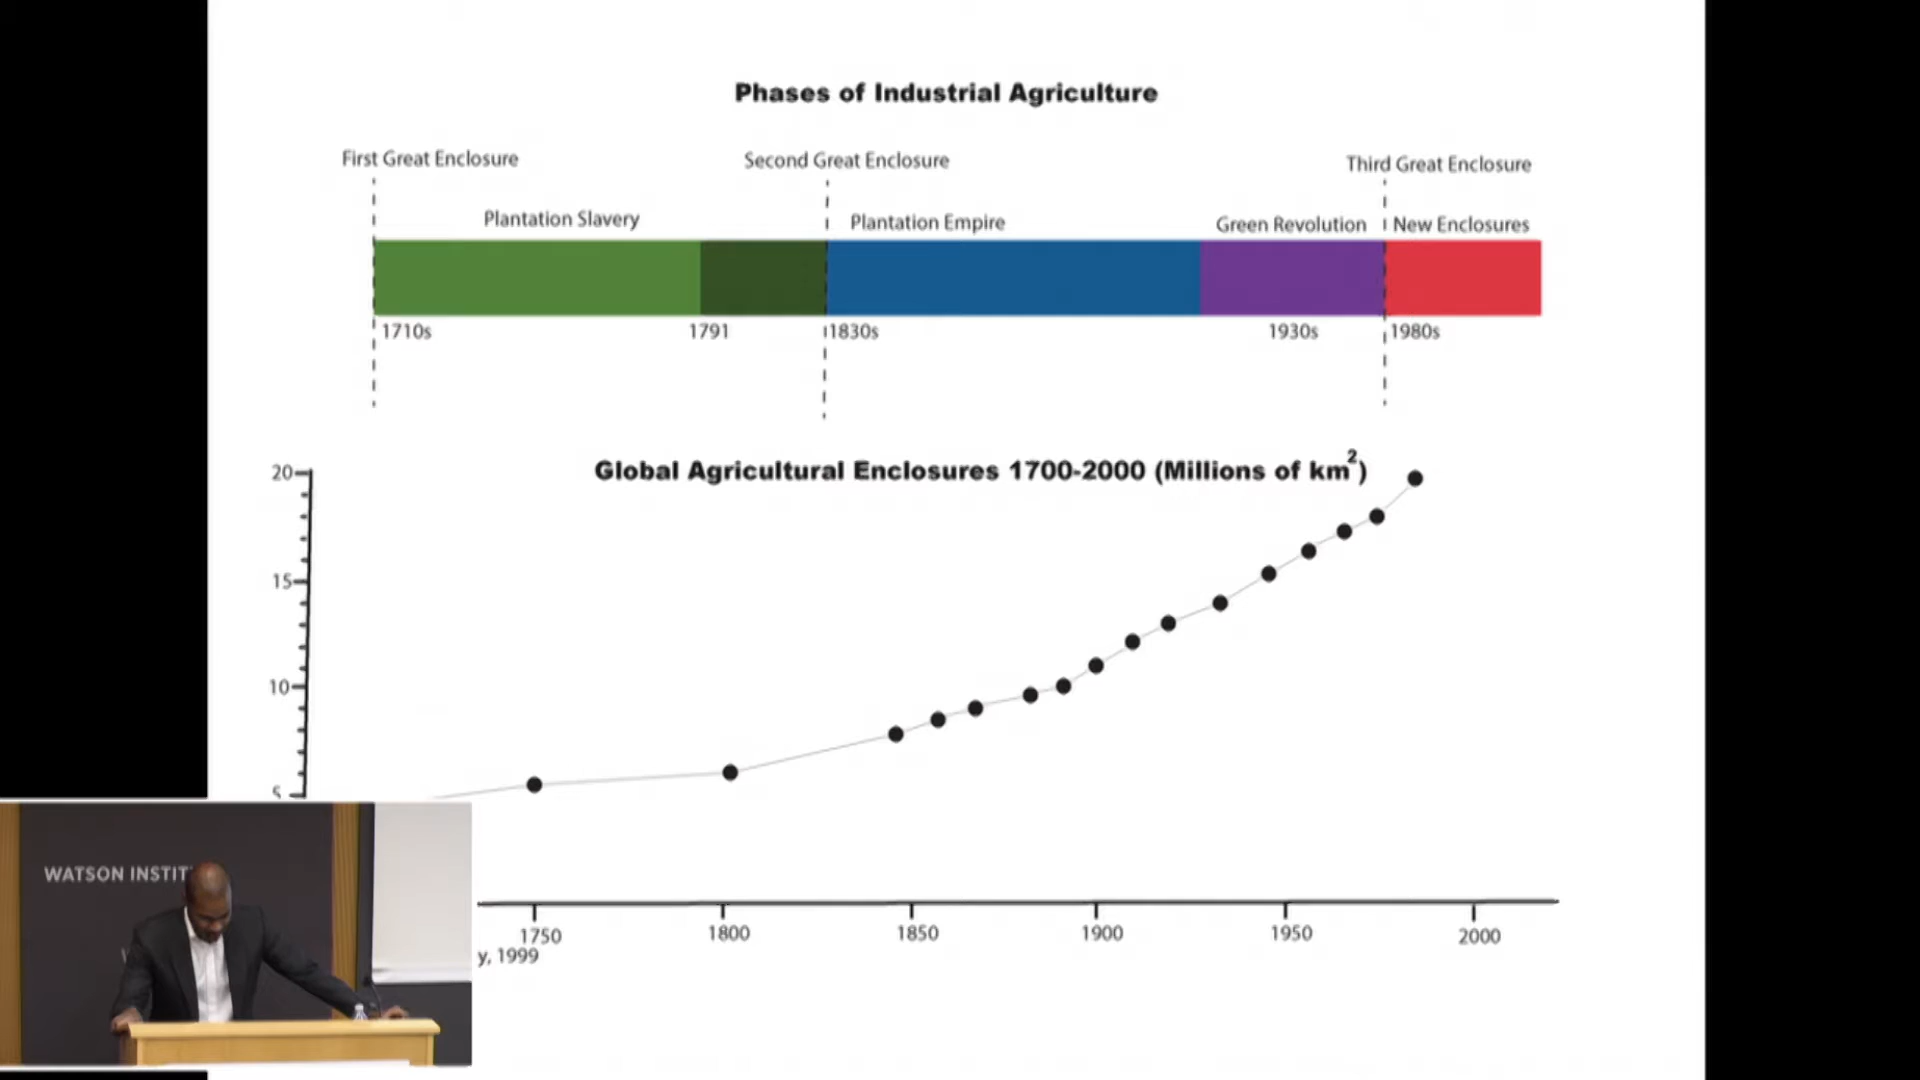 Phases of Industrial Agriculture
First Great Enclosure
Second Great Enclosure
Third Great Enclosure
Plantation Slavery
Plantation Empire
Green Revolution
New Enclosures
1710s
1791
1830s
1930s
1980s
Global Agricultural Enclosures 1700-2000 (Millions of km²)
20
15
10
5
1750
1800
1850
1900
1950
2000
y, 1999
WATSON INSTIT